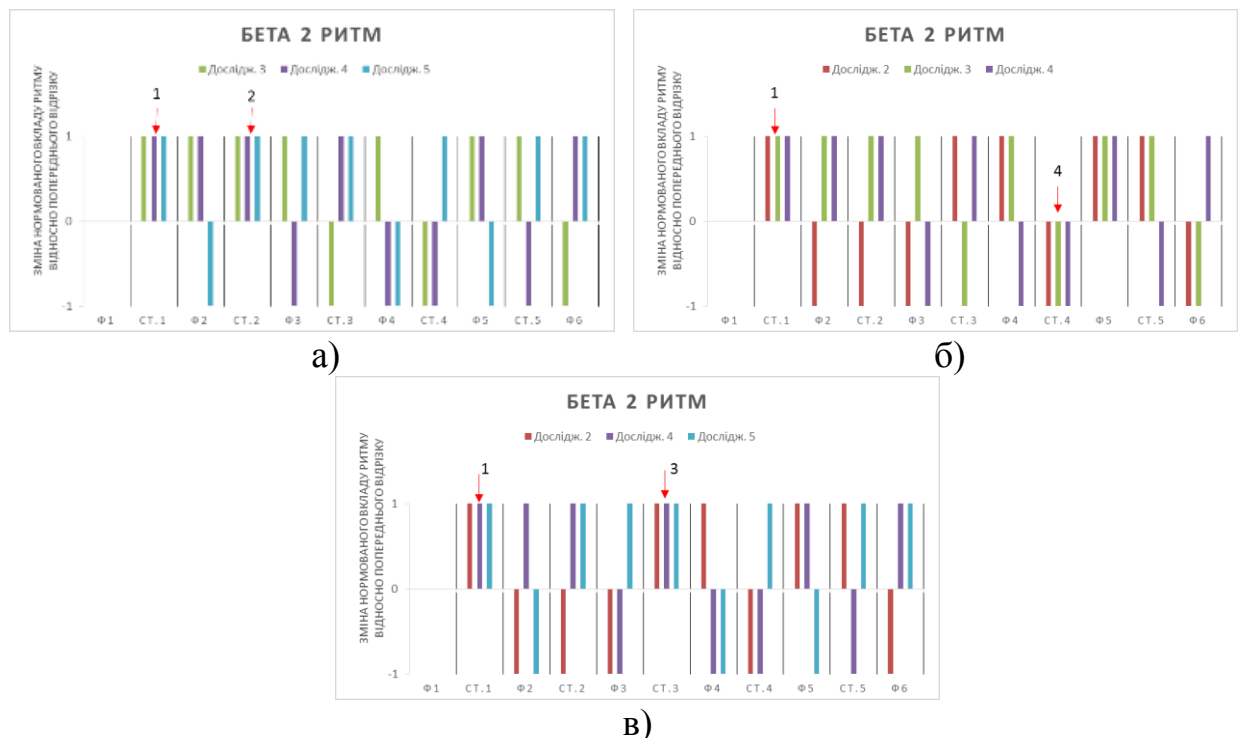 БЕТА 2 РИТМ
Дослідж. 3 Дослідж. 4 Дослідж. 5
ЗМІНА НОРМОВАНОГО ВКЛАДУ РИТМУ
ВІДНОСНО ПОПЕРЕДНЬОГО ВІДРІЗКУ
1 2
1
0
-1
Ф1 СТ.1 Ф2 СТ.2 Ф3 СТ.3 Ф4 СТ.4 Ф5 СТ.5 Ф6
а)
БЕТА 2 РИТМ
Дослідж. 2 Дослідж. 3 Дослідж. 4
ЗМІНА НОРМОВАНОГО ВКЛАДУ РИТМУ
ВІДНОСНО ПОПЕРЕДНЬОГО ВІДРІЗКУ
1
1
4
0
-1
Ф1 СТ.1 Ф2 СТ.2 Ф3 СТ.3 Ф4 СТ.4 Ф5 СТ.5 Ф6
б)
БЕТА 2 РИТМ
Дослідж. 2 Дослідж. 4 Дослідж. 5
ЗМІНА НОРМОВАНОГО ВКЛАДУ РИТМУ
ВІДНОСНО ПОПЕРЕДНЬОГО ВІДРІЗКУ
1 3
1
0
-1
Ф1 СТ.1 Ф2 СТ.2 Ф3 СТ.3 Ф4 СТ.4 Ф5 СТ.5 Ф6
в)